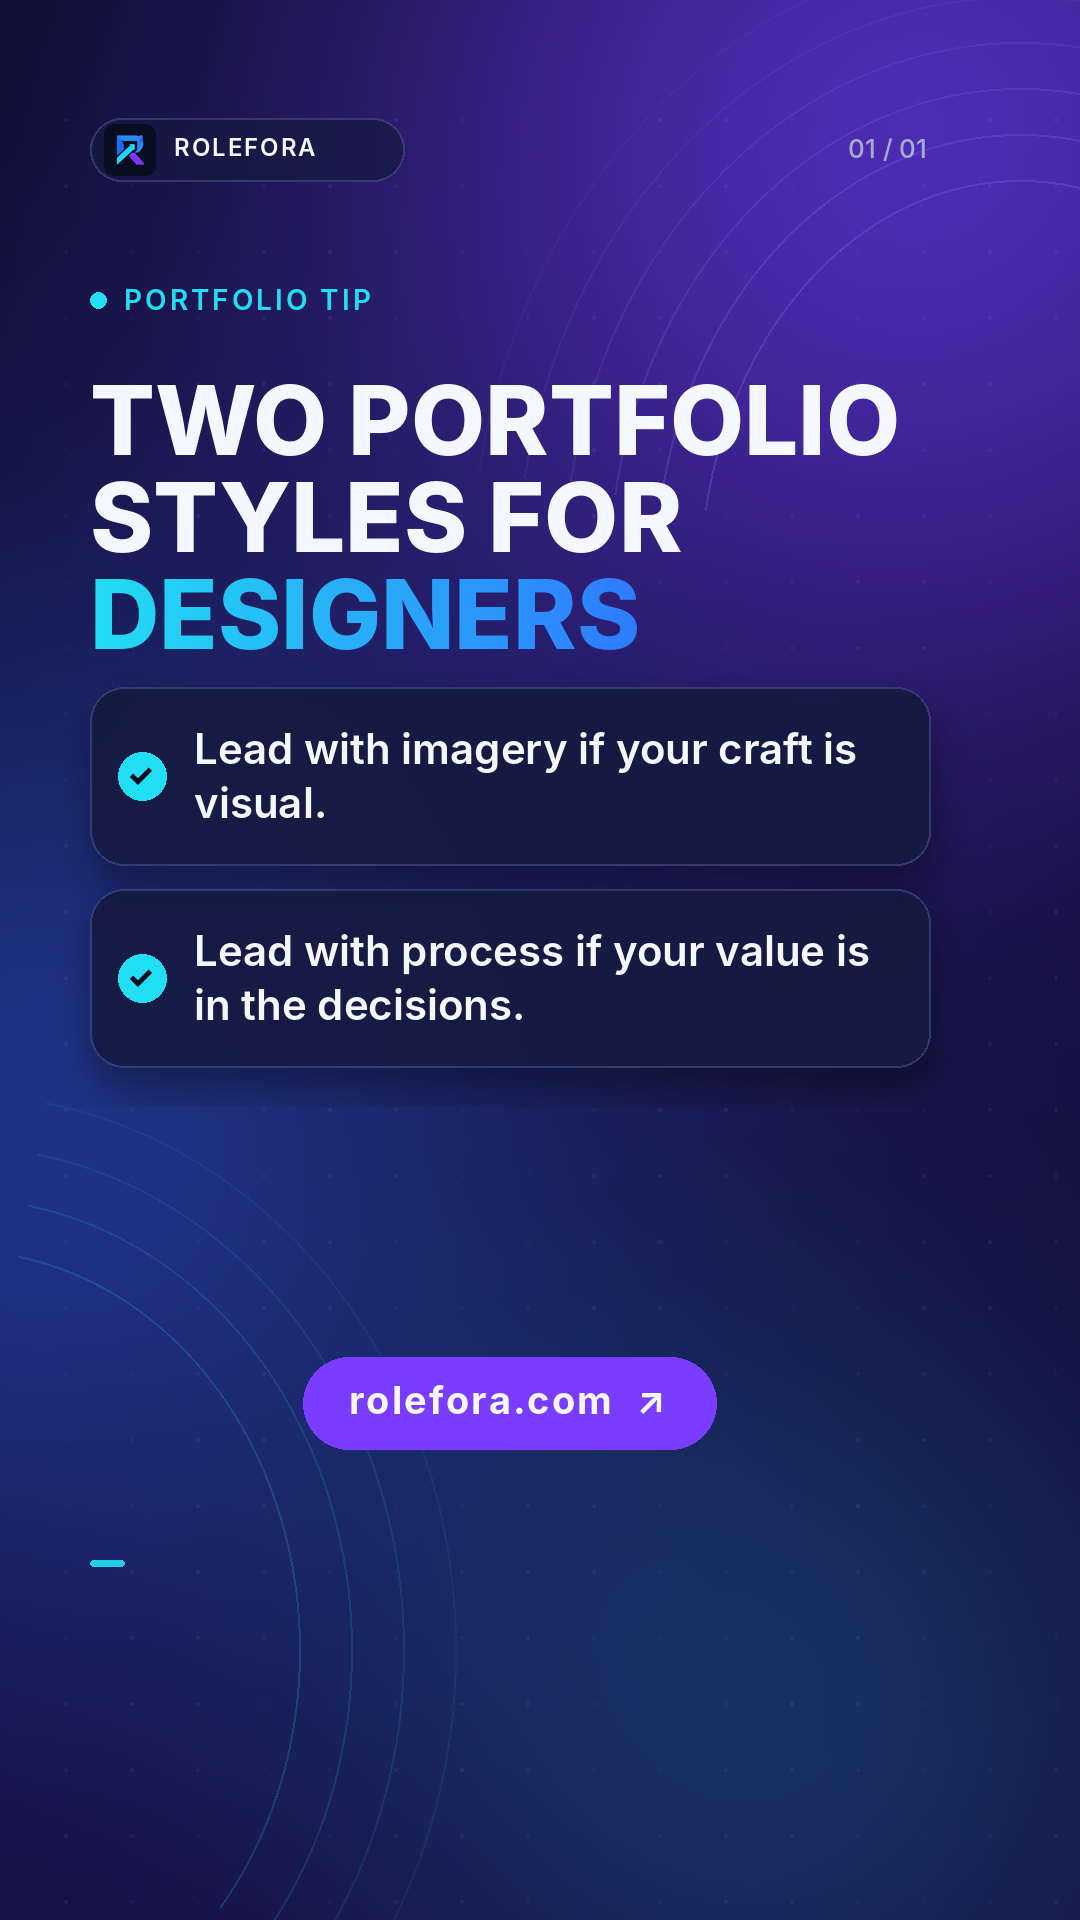 ROLEFORA
01 / 01
PORTFOLIO TIP
TWO PORTFOLIO
STYLES FOR
DESIGNERS
Lead with imagery if your craft is
visual.
Lead with process if your value is
in the decisions.
rolefora.com